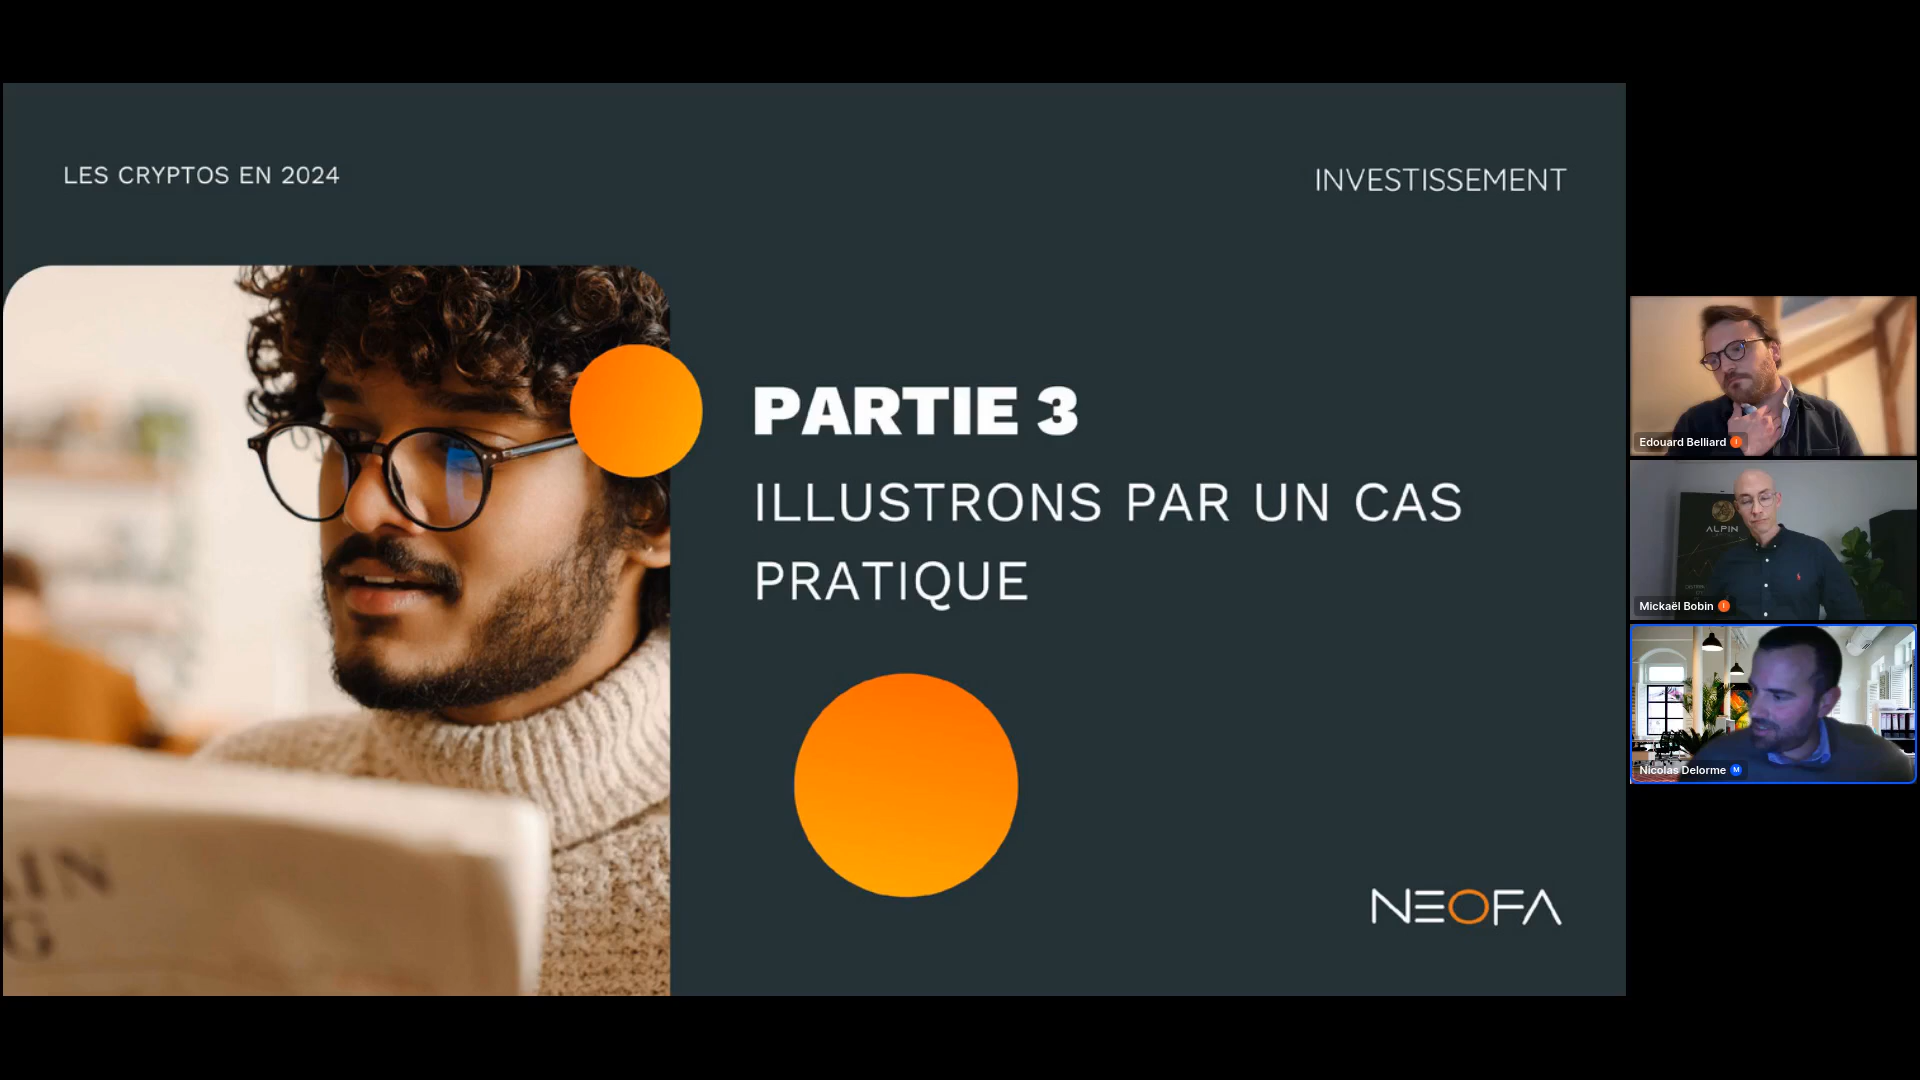 LES CRYPTOS EN 2024
INVESTISSEMENT
PARTIE 3
ILLUSTRONS PAR UN CAS
PRATIQUE
NEOFA
Edouard Belliard
ALPIN
Mickaël Bobin
Nicolas Delorme M